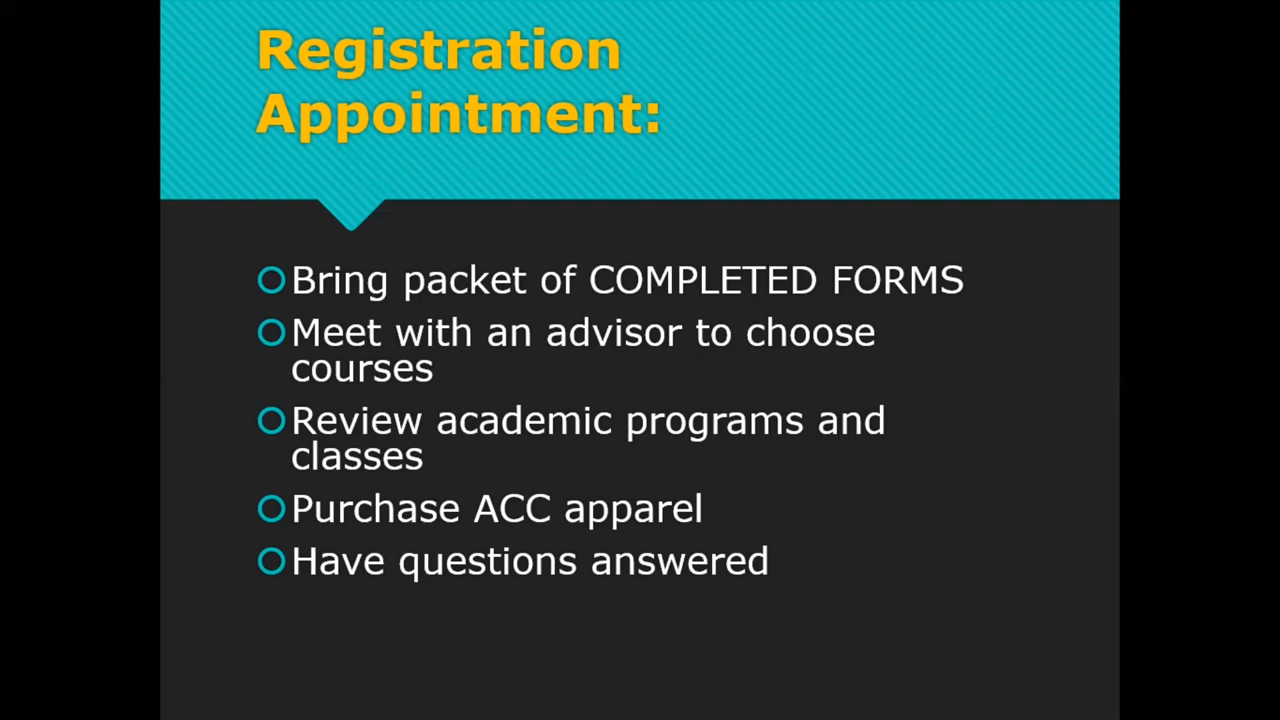 Registration
Appointment:
Bring packet of COMPLETED FORMS
Meet with an advisor to choose
courses
Review academic programs and
classes
Purchase ACC apparel
Have questions answered